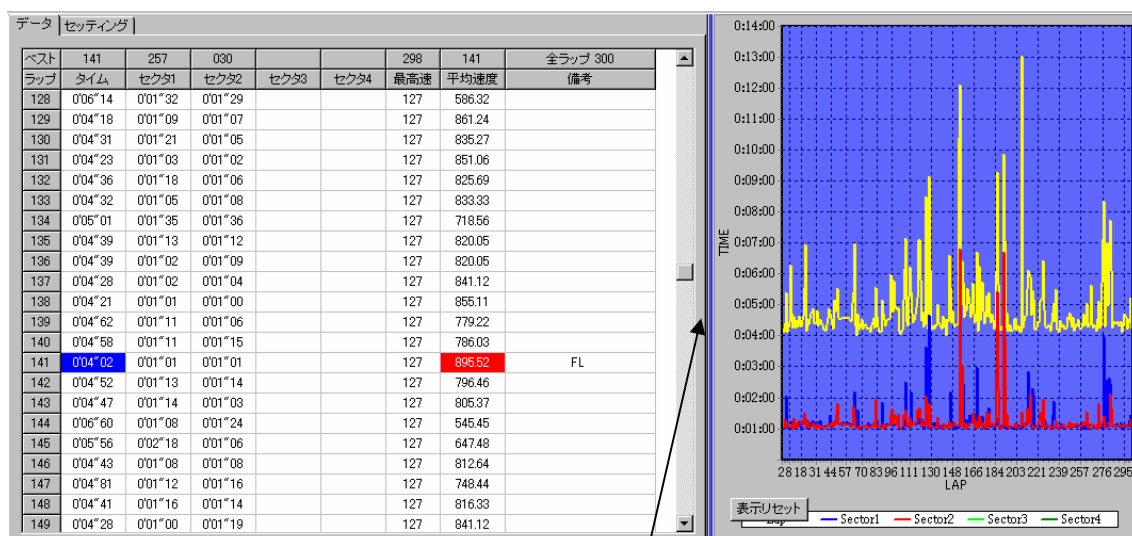 データ セッティング
ベスト 141 257 030 298 141 全ラップ 300
ラップ タイム セクタ1 セクタ2 セクタ3 セクタ4 最高速 平均速度 備考
128 0'06"14 0'01"32 0'01"29 127 586.32
129 0'04"18 0'01"09 0'01"07 127 861.24
130 0'04"31 0'01"21 0'01"05 127 835.27
131 0'04"23 0'01"03 0'01"02 127 851.06
132 0'04"36 0'01"18 0'01"06 127 825.69
133 0'04"32 0'01"05 0'01"08 127 833.33
134 0'05"01 0'01"35 0'01"36 127 718.56
135 0'04"39 0'01"13 0'01"12 127 820.05
136 0'04"39 0'01"02 0'01"09 127 820.05
137 0'04"28 0'01"02 0'01"04 127 841.12
138 0'04"21 0'01"01 0'01"00 127 855.11
139 0'04"62 0'01"11 0'01"06 127 779.22
140 0'04"58 0'01"11 0'01"15 127 786.03
141 0'04"02 0'01"01 0'01"01 127 895.52 FL
142 0'04"52 0'01"13 0'01"14 127 796.46
143 0'04"47 0'01"14 0'01"03 127 805.37
144 0'06"60 0'01"08 0'01"24 127 545.45
145 0'05"56 0'02"18 0'01"06 127 647.48
146 0'04"43 0'01"08 0'01"08 127 812.64
147 0'04"81 0'01"12 0'01"16 127 748.44
148 0'04"41 0'01"16 0'01"14 127 816.33
149 0'04"28 0'01"00 0'01"19 127 841.12
0:14:00
0:13:00
0:12:00
0:11:00
0:10:00
0:09:00
0:08:00
0:07:00
0:06:00
0:05:00
0:04:00
0:03:00
0:02:00
0:01:00
TIME
28 18 31 44 57 70 83 96 111 130 148 166 184 203 221 239 257 276 295
LAP
表示リセット
Sector1 Sector2 Sector3 Sector4